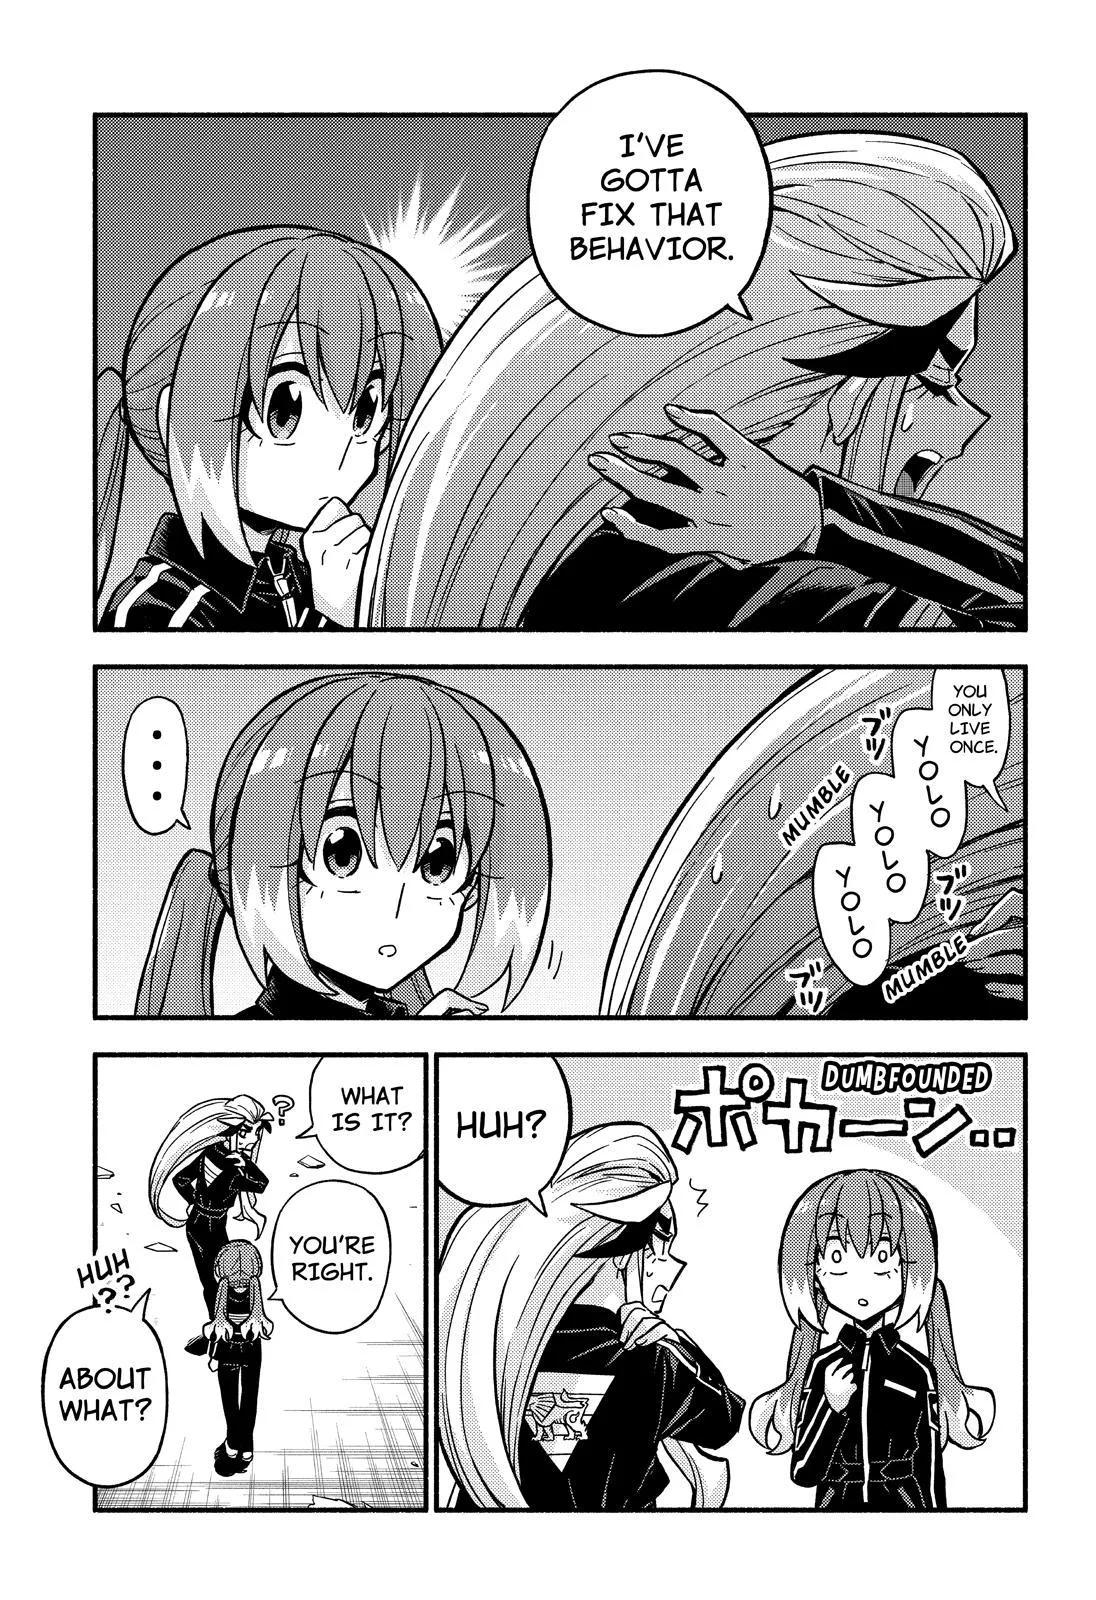 I'VE
GOTTA
FIX THAT
BEHAVIOR.
YOU
ONLY
LIVE
ONCE.
YOLO
YOLO
YOLO
ブツ
MUMBLE
ブツ
MUMBLE
ブツ
...
DUMBFOUNDED
ポカーン..
HUH?
?
WHAT
IS IT?
YOU'RE
RIGHT.
HUH
??
ABOUT
WHAT?